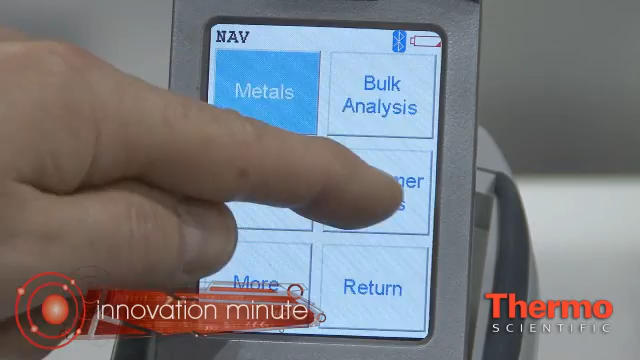 NAV
Metals
Bulk
Analysis
More
Return
innovation minute
Thermo
SCIENTIFIC